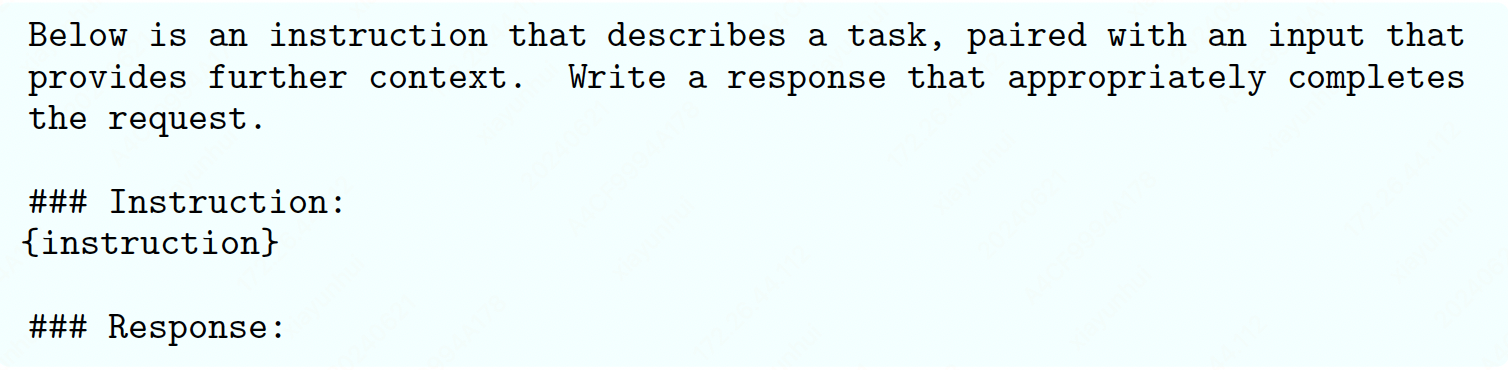 Below is an instruction that describes a task, paired with an input that
provides further context.  Write a response that appropriately completes
the request.

### Instruction:
{instruction}

### Response: